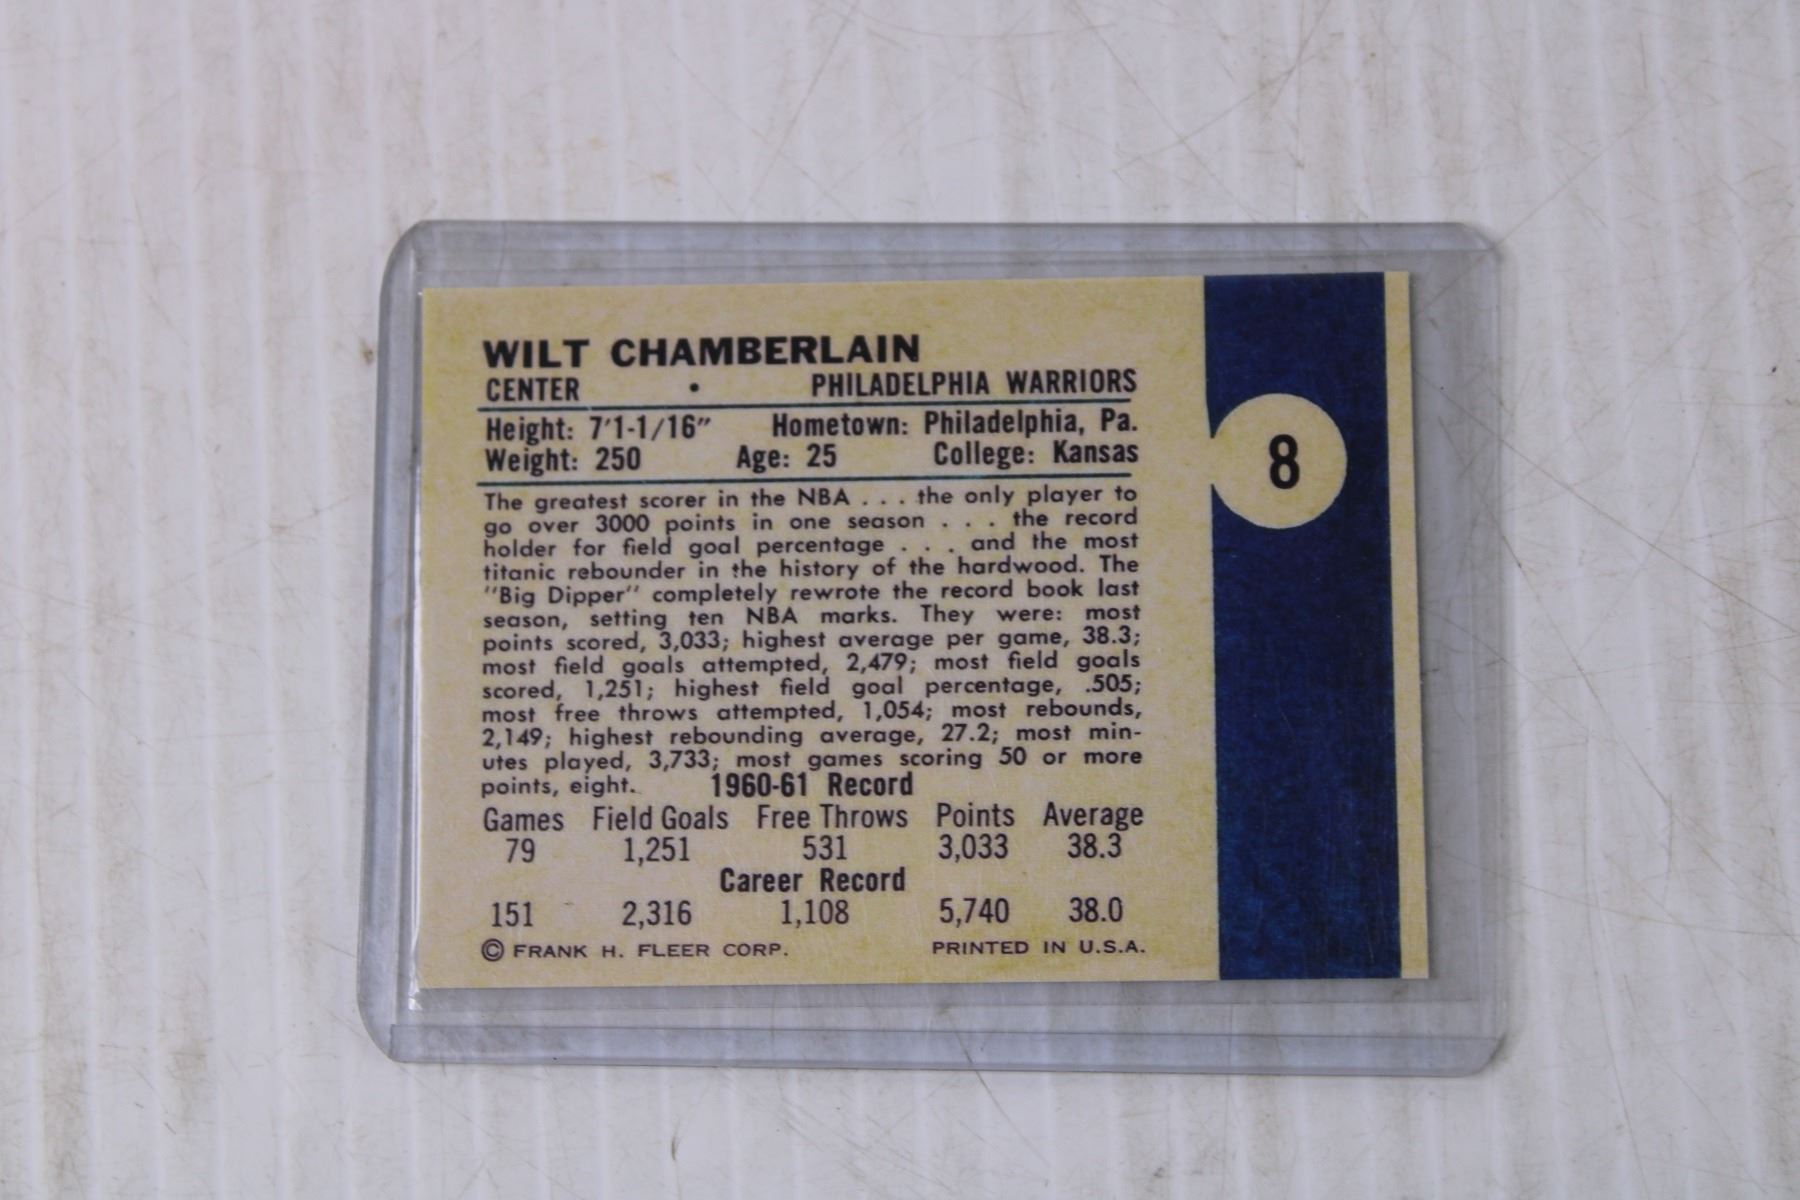 WILT CHAMBERLAIN
CENTER • PHILADELPHIA WARRIORS
Height: 7'1-1/16" Hometown: Philadelphia, Pa.
Weight: 250 Age: 25 College: Kansas
8
The greatest scorer in the NBA . . . the only player to
go over 3000 points in one season . . . the record
holder for field goal percentage . . . and the most
titanic rebounder in the history of the hardwood. The
"Big Dipper" completely rewrote the record book last
season, setting ten NBA marks. They were: most
points scored, 3,033; highest average per game, 38.3;
most field goals attempted, 2,479; most field goals
scored, 1,251; highest field goal percentage, .505;
most free throws attempted, 1,054; most rebounds,
2,149; highest rebounding average, 27.2; most min-
utes played, 3,733; most games scoring 50 or more
points, eight. 1960-61 Record
Games Field Goals Free Throws Points Average
79 1,251 531 3,033 38.3
Career Record
151 2,316 1,108 5,740 38.0
© FRANK H. FLEER CORP. PRINTED IN U.S.A.